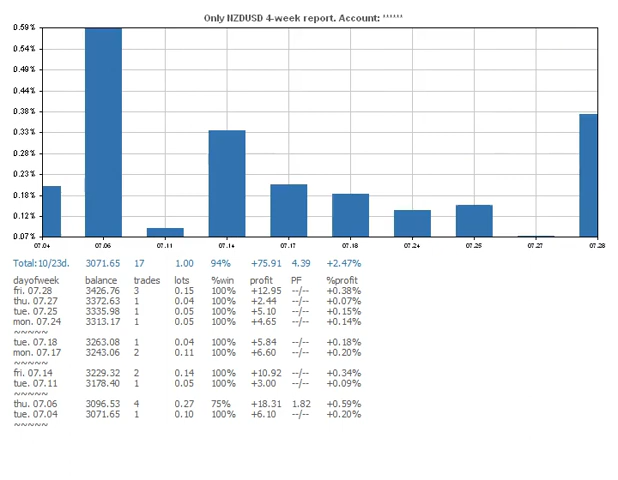 Only NZDUSD 4-week report. Account: ******
0.59%
0.54%
0.49%
0.44%
0.38%
0.33%
0.28%
0.23%
0.18%
0.12%
0.07%
07.04 07.06 07.11 07.14 07.17 07.18 07.24 07.25 07.27 07.28
Total:10/23d. 3071.65 17 1.00 94% +75.91 4.39 +2.47%
dayofweek balance trades lots %win profit PF %profit
fri. 07.28 3426.76 3 0.15 100% +12.95 --/-- +0.38%
thu. 07.27 3372.63 1 0.04 100% +2.44 --/-- +0.07%
tue. 07.25 3335.98 1 0.05 100% +5.10 --/-- +0.15%
mon. 07.24 3313.17 1 0.05 100% +4.65 --/-- +0.14%
~~~~~
tue. 07.18 3263.08 1 0.04 100% +5.84 --/-- +0.18%
mon. 07.17 3243.06 2 0.11 100% +6.60 --/-- +0.20%
~~~~~
fri. 07.14 3229.32 2 0.14 100% +10.92 --/-- +0.34%
tue. 07.11 3178.40 1 0.05 100% +3.00 --/-- +0.09%
~~~~~
thu. 07.06 3096.53 4 0.27 75% +18.31 1.82 +0.59%
tue. 07.04 3071.65 1 0.10 100% +6.10 --/-- +0.20%
~~~~~